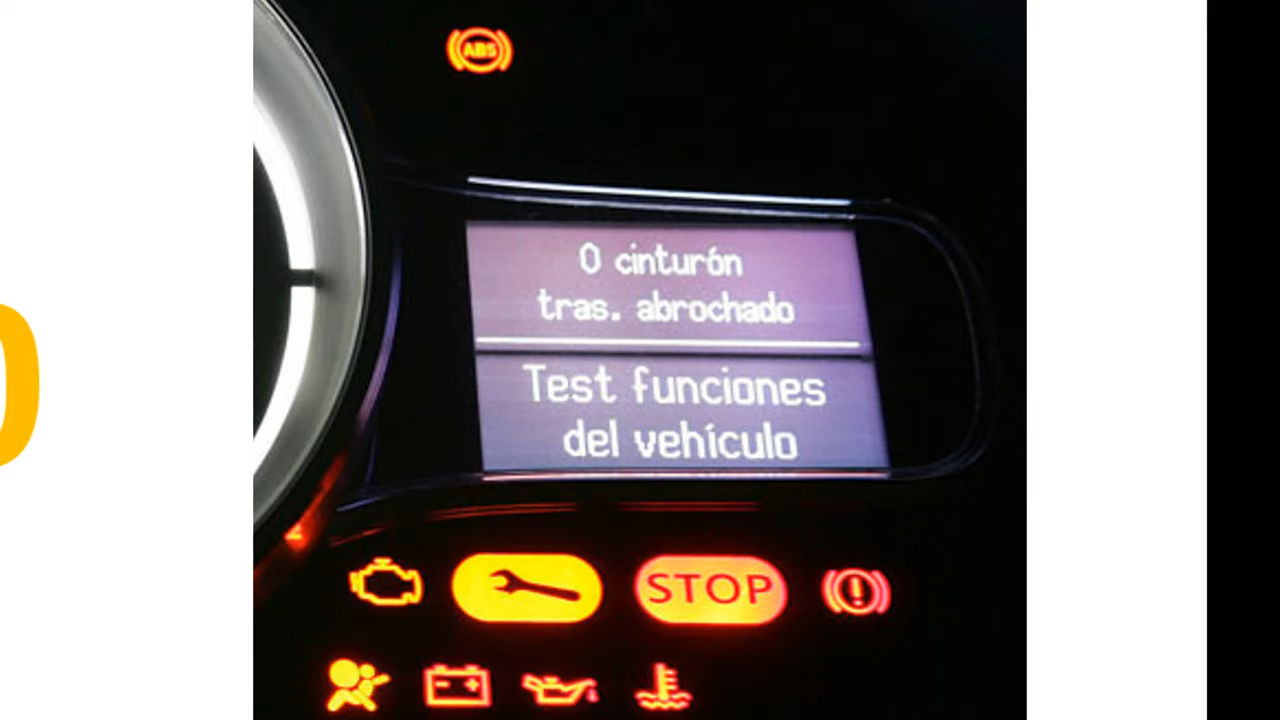 ABS
0 cinturón
tras. abrochado
Test funciones
del vehículo
STOP